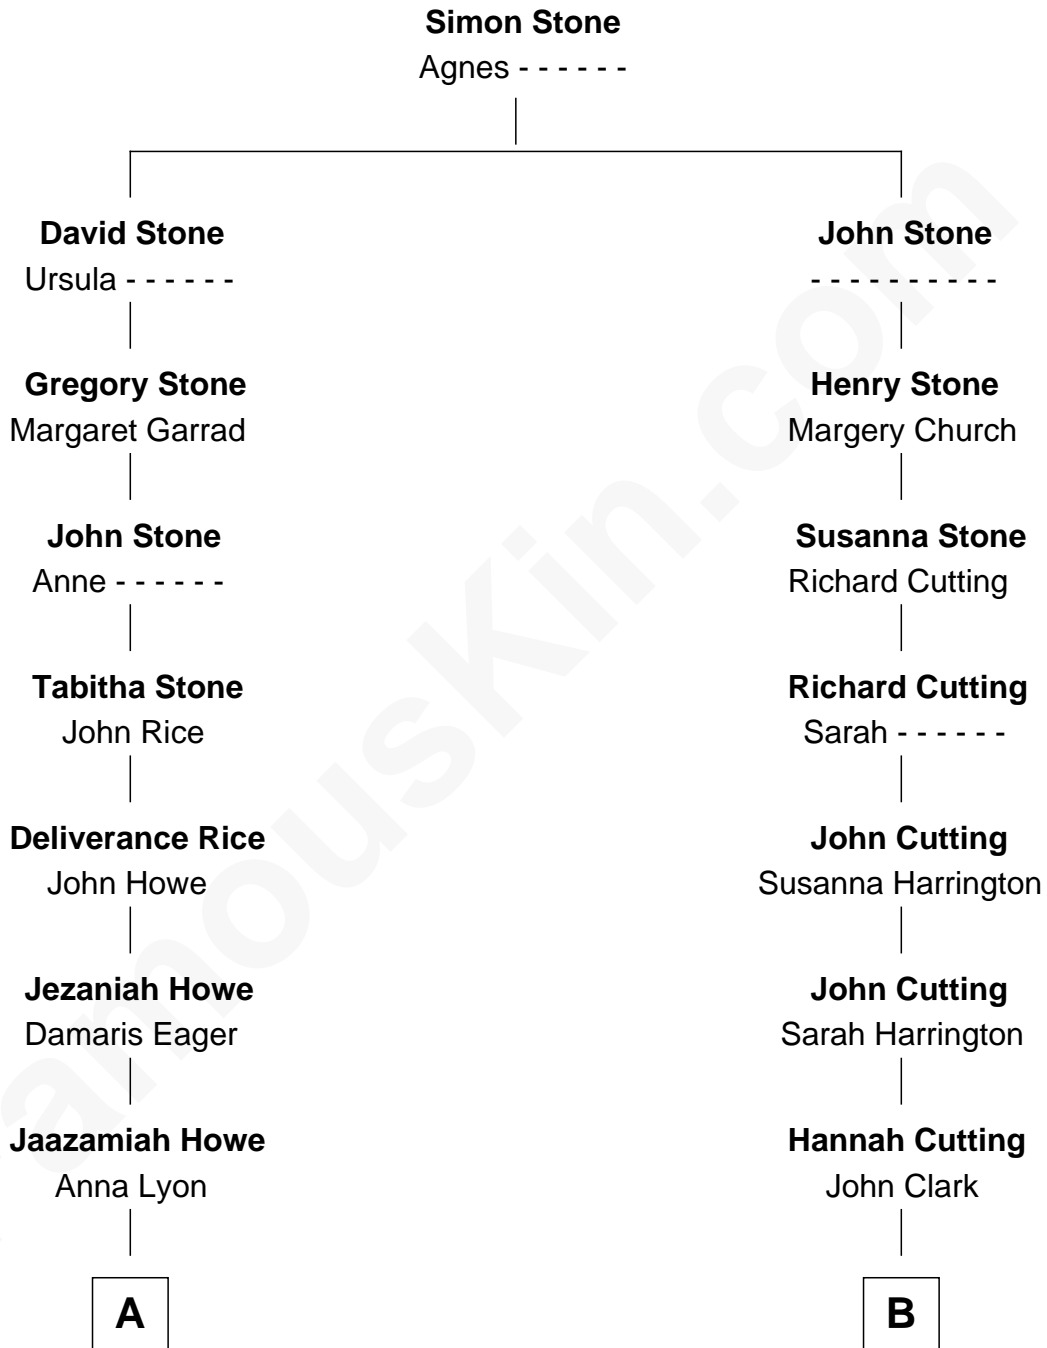 Simon Stone
Agnes - - - - - -
David Stone
Ursula - - - - - -
John Stone
- - - - - - - - - -
Gregory Stone
Margaret Garrad
Henry Stone
Margery Church
John Stone
Anne - - - - - -
Susanna Stone
Richard Cutting
Tabitha Stone
John Rice
Richard Cutting
Sarah - - - - - -
Deliverance Rice
John Howe
John Cutting
Susanna Harrington
Jezaniah Howe
Damaris Eager
John Cutting
Sarah Harrington
Jaazamiah Howe
Anna Lyon
Hannah Cutting
John Clark
A
B
amouskin.com